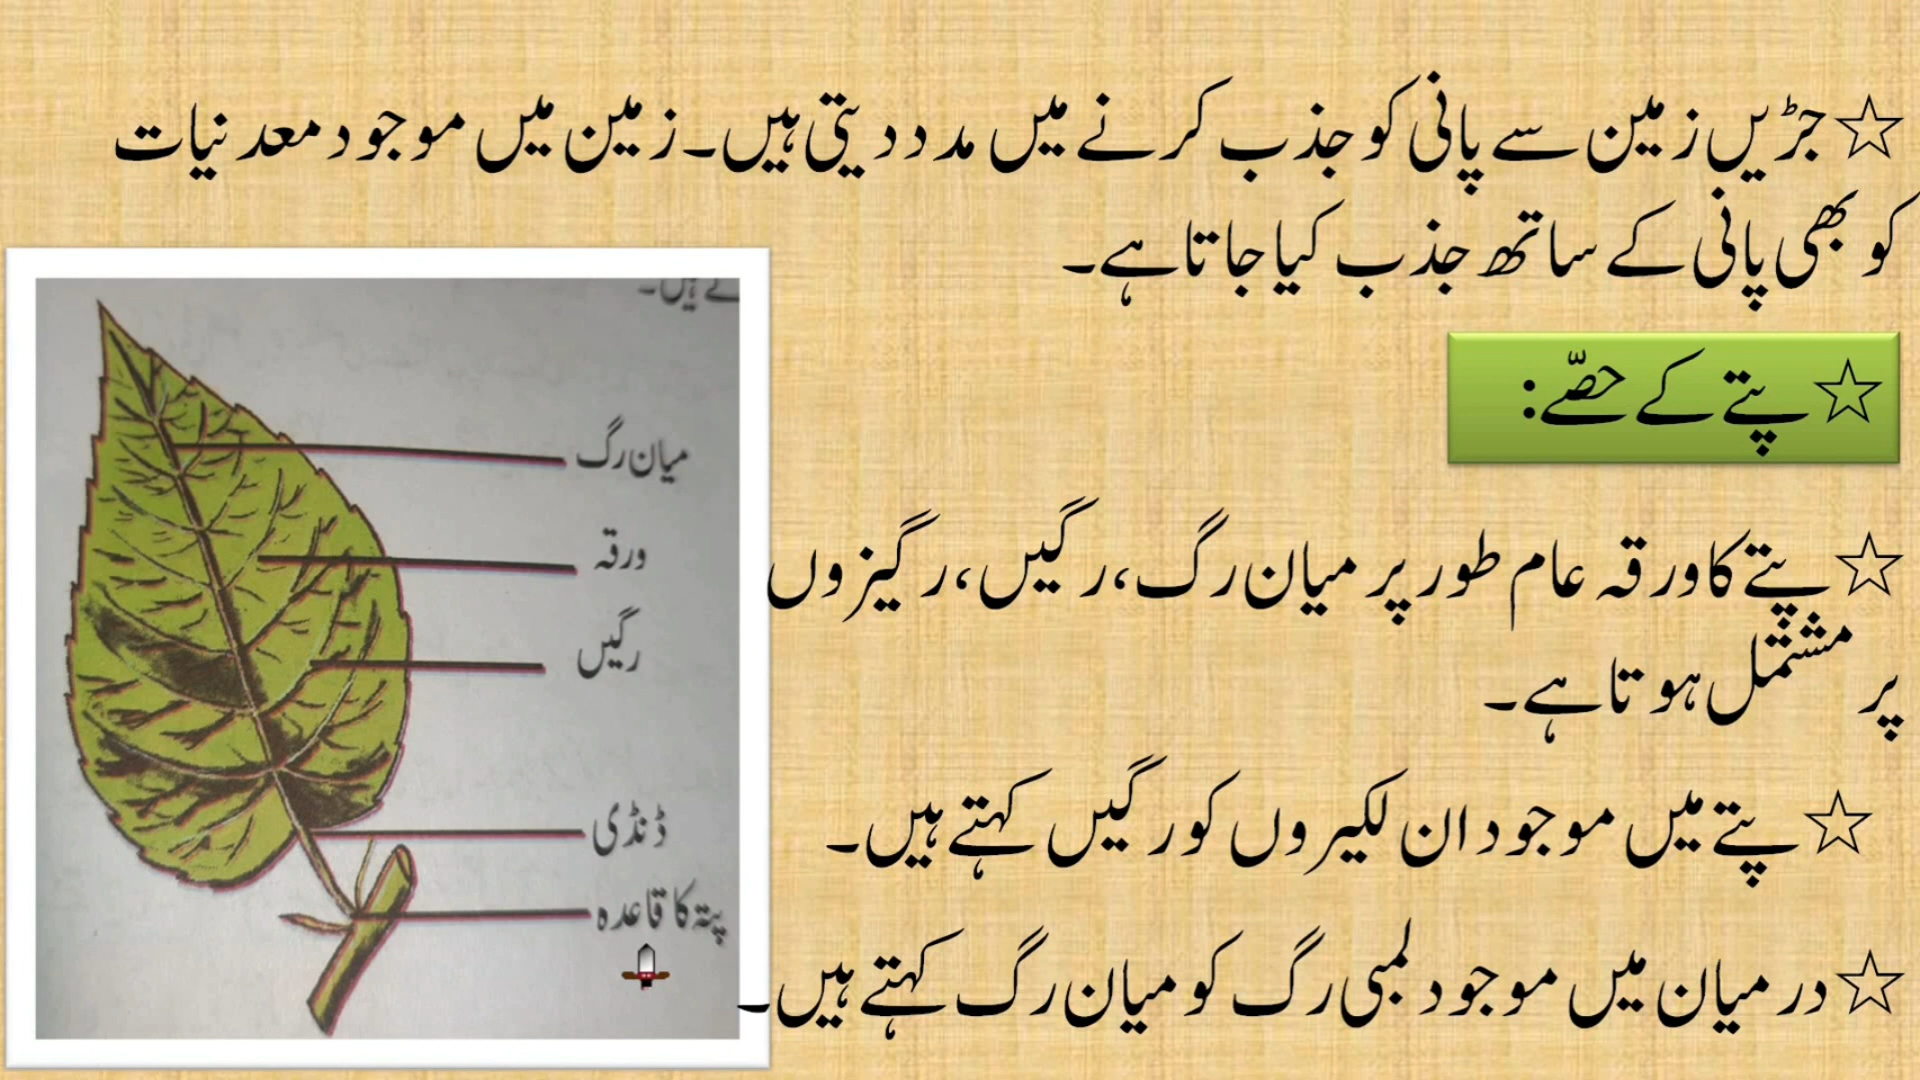 ☆جڑیں زمین سے پانی کو جذب کرنے میں مدد دیتی ہیں۔زمین میں موجود معدنیات
کو بھی پانی کے ساتھ جذب کیا جاتا ہے۔
☆پتے کے حصّے:
☆پتے کا ورقہ عام طور پر میان رگ،رگیں،رگیزوں
پر مشتمل ہوتا ہے۔
☆پتے میں موجود ان لکیروں کو رگیں کہتے ہیں۔
☆درمیان میں موجود لمبی رگ کو میان رگ کہتے ہیں۔
تے ہیں۔
میان رگ
ورقہ
رگیں
ڈنڈی
پتہ کا قاعدہ